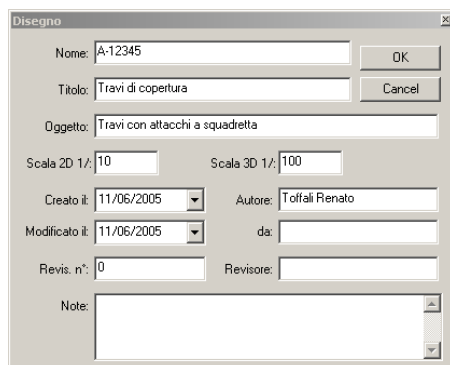 Disegno
Nome: A-12345 OK
Titolo: Travi di copertura Cancel
Oggetto: Travi con attacchi a squadretta
Scala 2D 1/: 10 Scala 3D 1/: 100
Creato il: 11/06/2005 Autore: Toffali Renato
Modificato il: 11/06/2005 da:
Revis. n°: 0 Revisore:
Note: